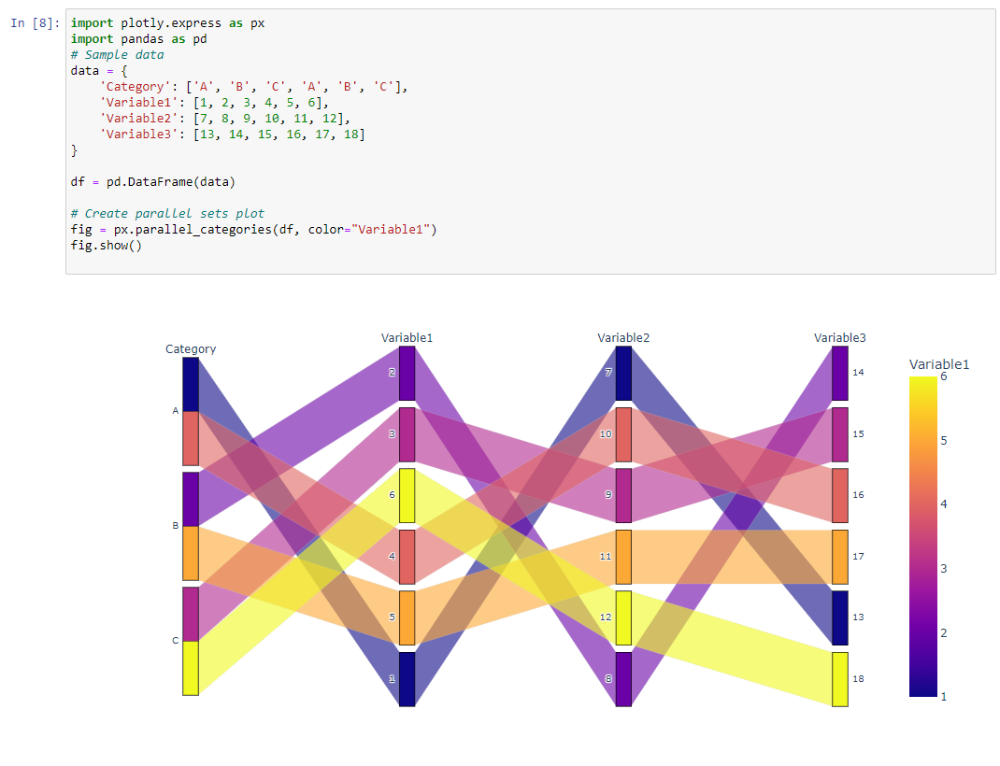 In [8]:
import plotly.express as px
import pandas as pd
# Sample data
data = {
    'Category': ['A', 'B', 'C', 'A', 'B', 'C'],
    'Variable1': [1, 2, 3, 4, 5, 6],
    'Variable2': [7, 8, 9, 10, 11, 12],
    'Variable3': [13, 14, 15, 16, 17, 18]
}
df = pd.DataFrame(data)
# Create parallel sets plot
fig = px.parallel_categories(df, color="Variable1")
fig.show()
Category
A
B
C
Variable1
2
3
6
4
5
1
Variable2
7
10
9
11
12
8
Variable3
14
15
16
17
13
18
Variable1
6
5
4
3
2
1